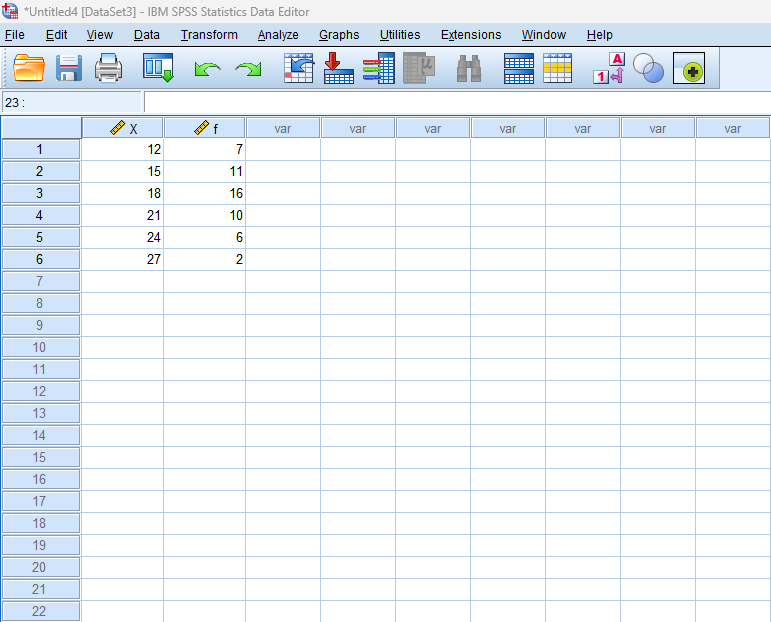 *Untitled4 [DataSet3] - IBM SPSS Statistics Data Editor
File Edit View Data Transform Analyze Graphs Utilities Extensions Window Help
A
1
μ
23 :
X f var var var var var var var
1 12 7
2 15 11
3 18 16
4 21 10
5 24 6
6 27 2
7
8
9
10
11
12
13
14
15
16
17
18
19
20
21
22